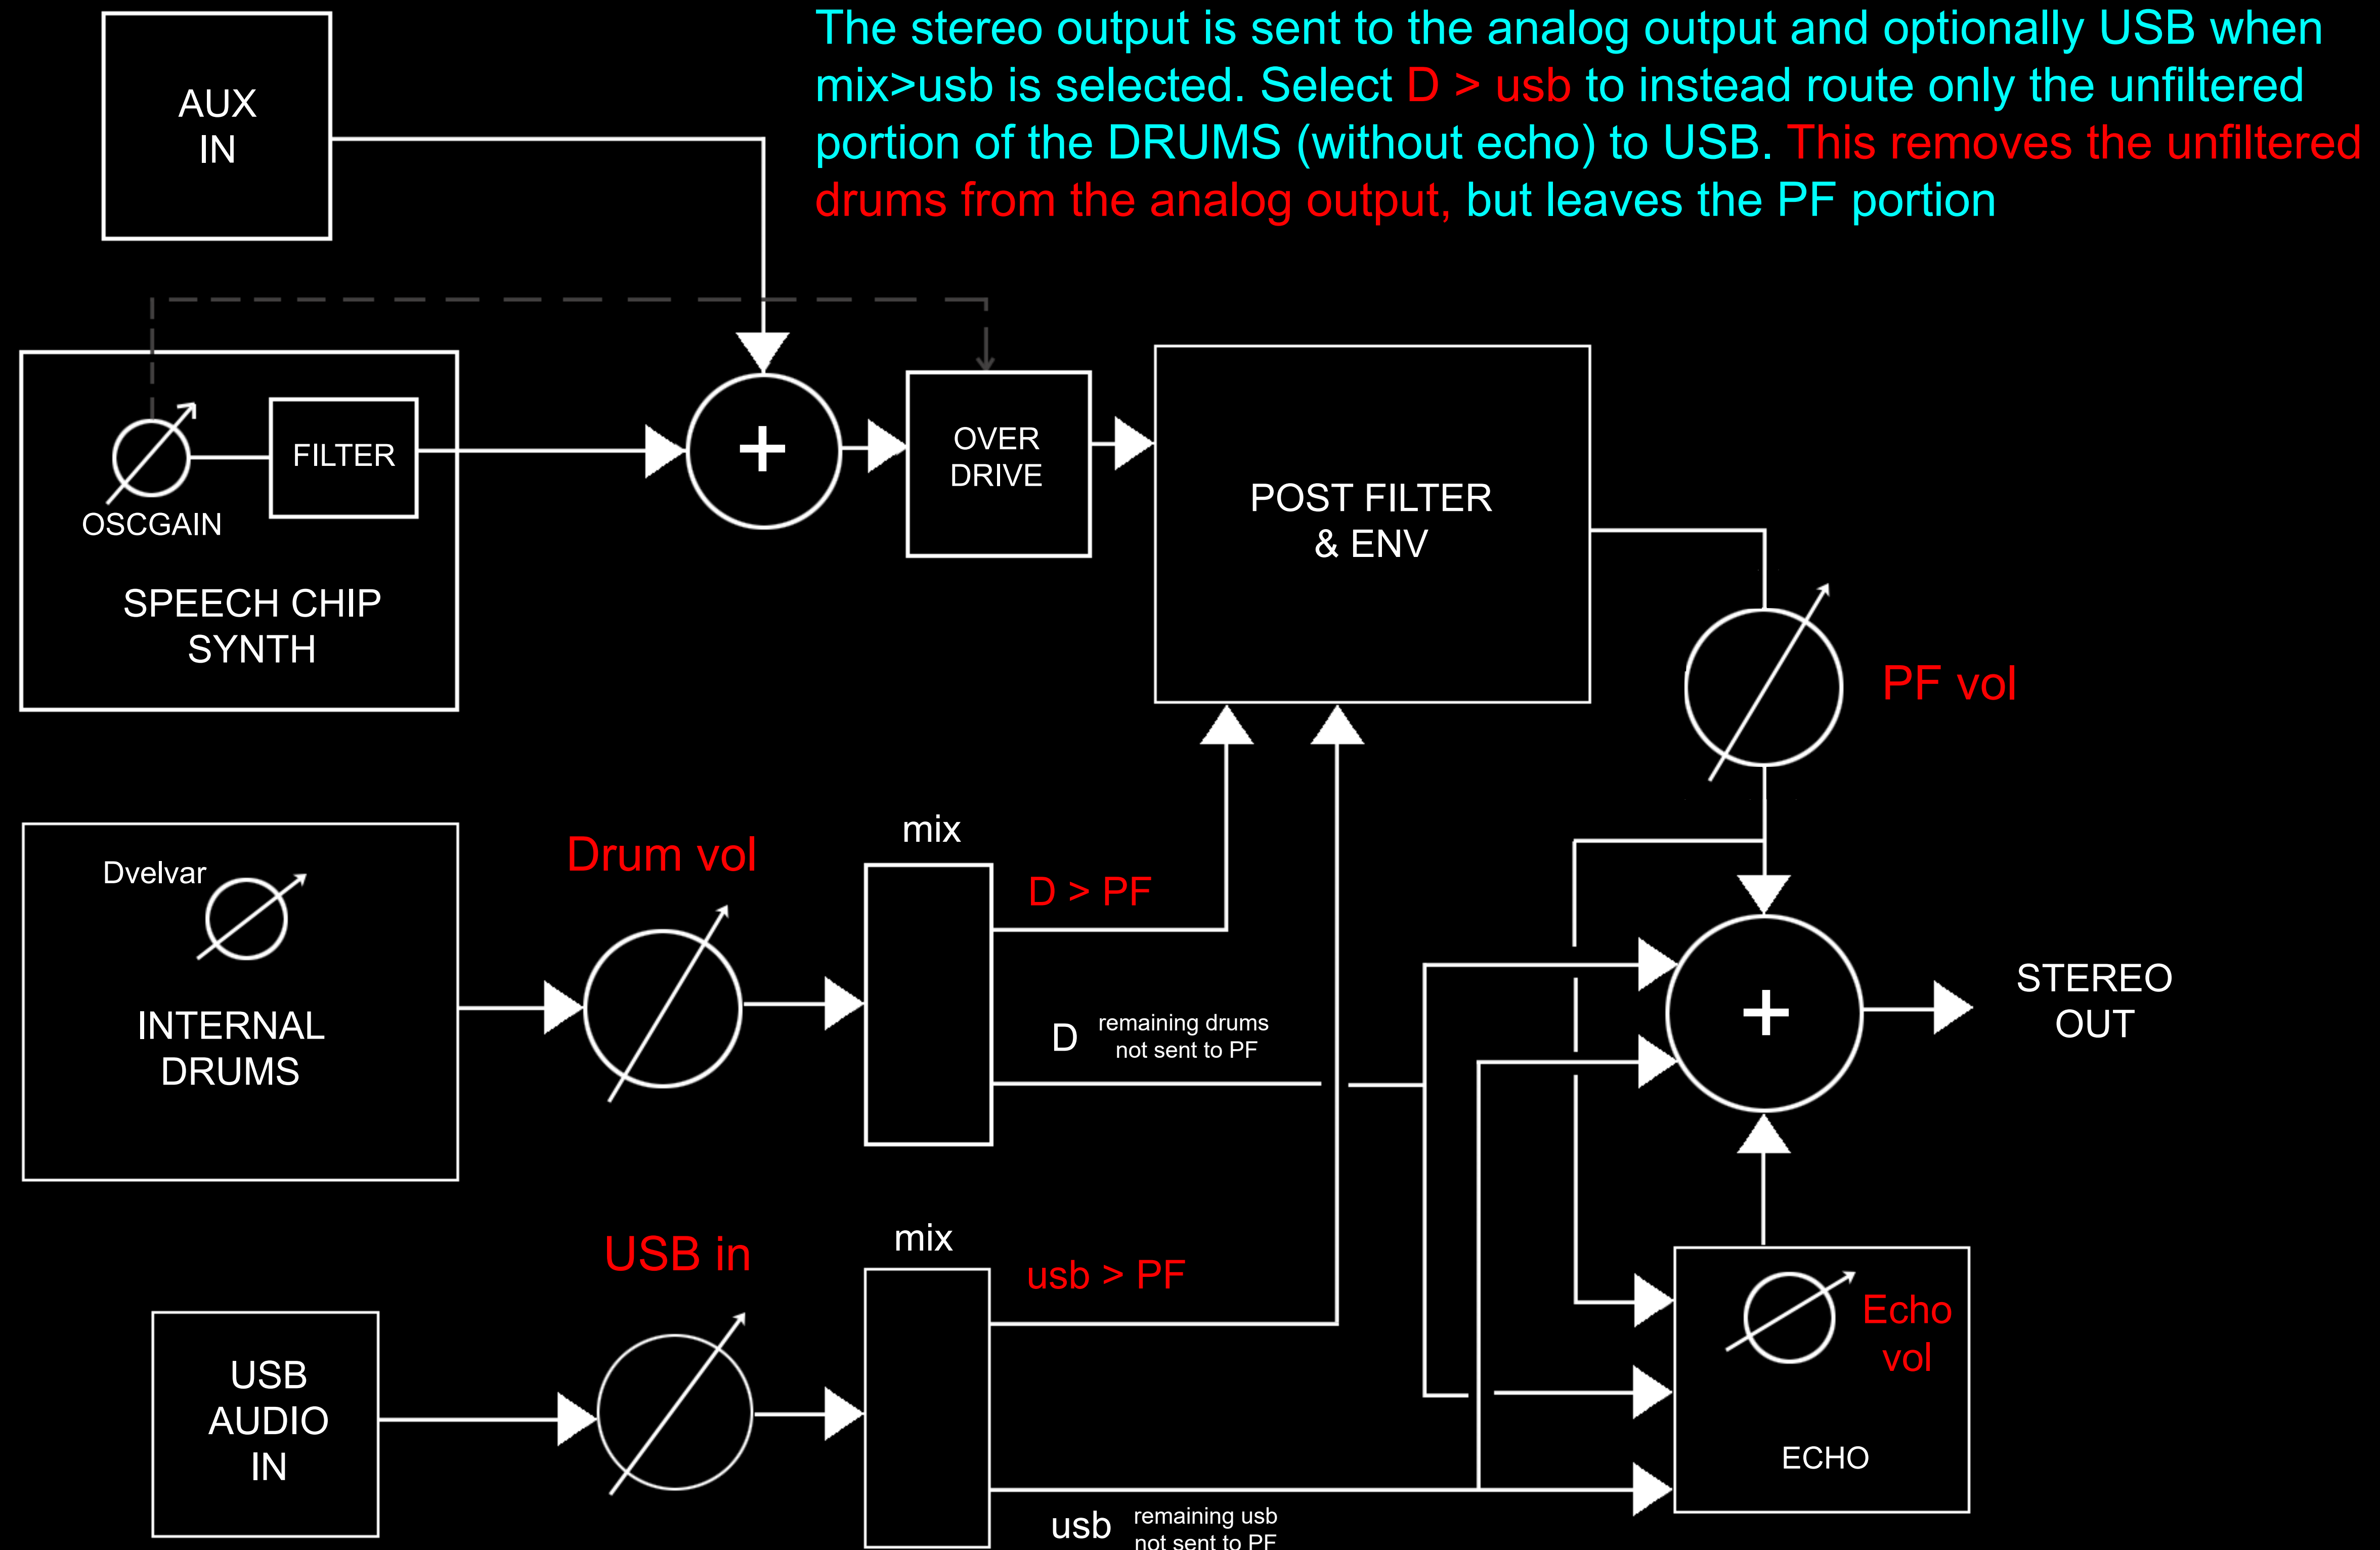 The stereo output is sent to the analog output and optionally USB when
mix>usb is selected. Select D > usb to instead route only the unfiltered
portion of the DRUMS (without echo) to USB. This removes the unfiltered
drums from the analog output, but leaves the PF portion
AUX
IN
OSCGAIN
FILTER
SPEECH CHIP
SYNTH
+
OVER
DRIVE
POST FILTER
& ENV
PF vol
Dvelvar
INTERNAL
DRUMS
Drum vol
mix
D > PF
D
remaining drums
not sent to PF
+
STEREO
OUT
USB
AUDIO
IN
USB in
mix
usb > PF
usb
remaining usb
not sent to PF
Echo
vol
ECHO